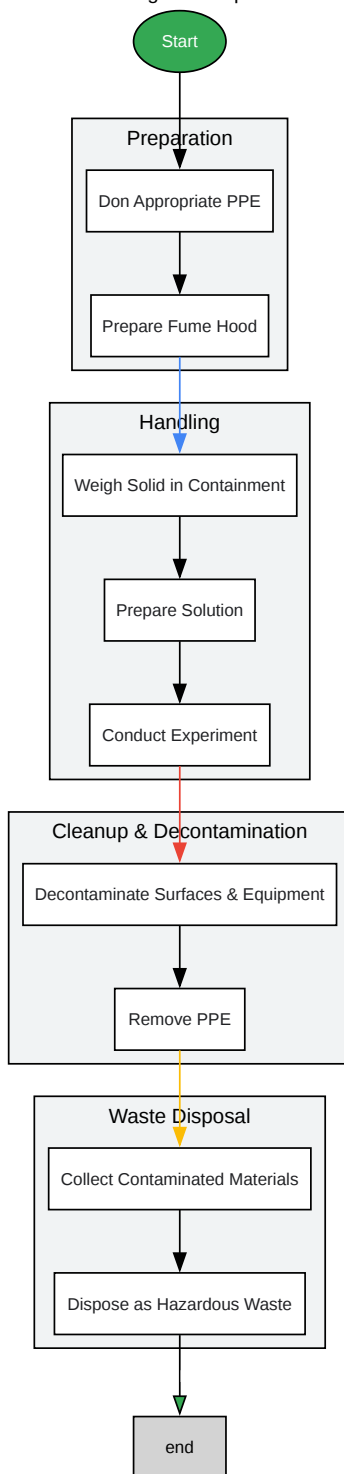 Start
Preparation
Don Appropriate PPE
Prepare Fume Hood
Handling
Weigh Solid in Containment
Prepare Solution
Conduct Experiment
Cleanup & Decontamination
Decontaminate Surfaces & Equipment
Remove PPE
Waste Disposal
Collect Contaminated Materials
Dispose as Hazardous Waste
end